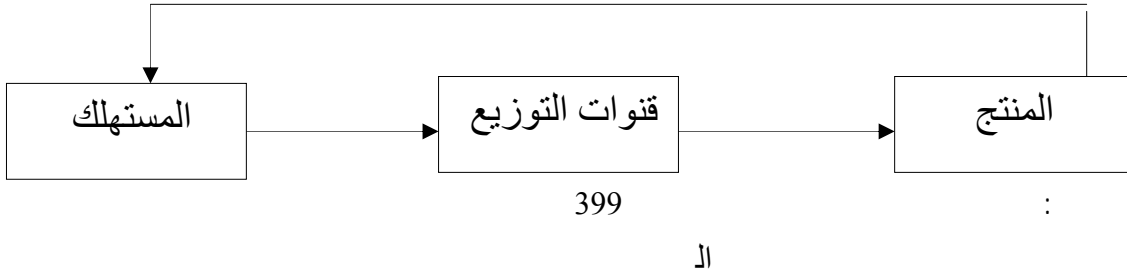 المنتج قنوات التوزيع المستهلك
: 399
الـ